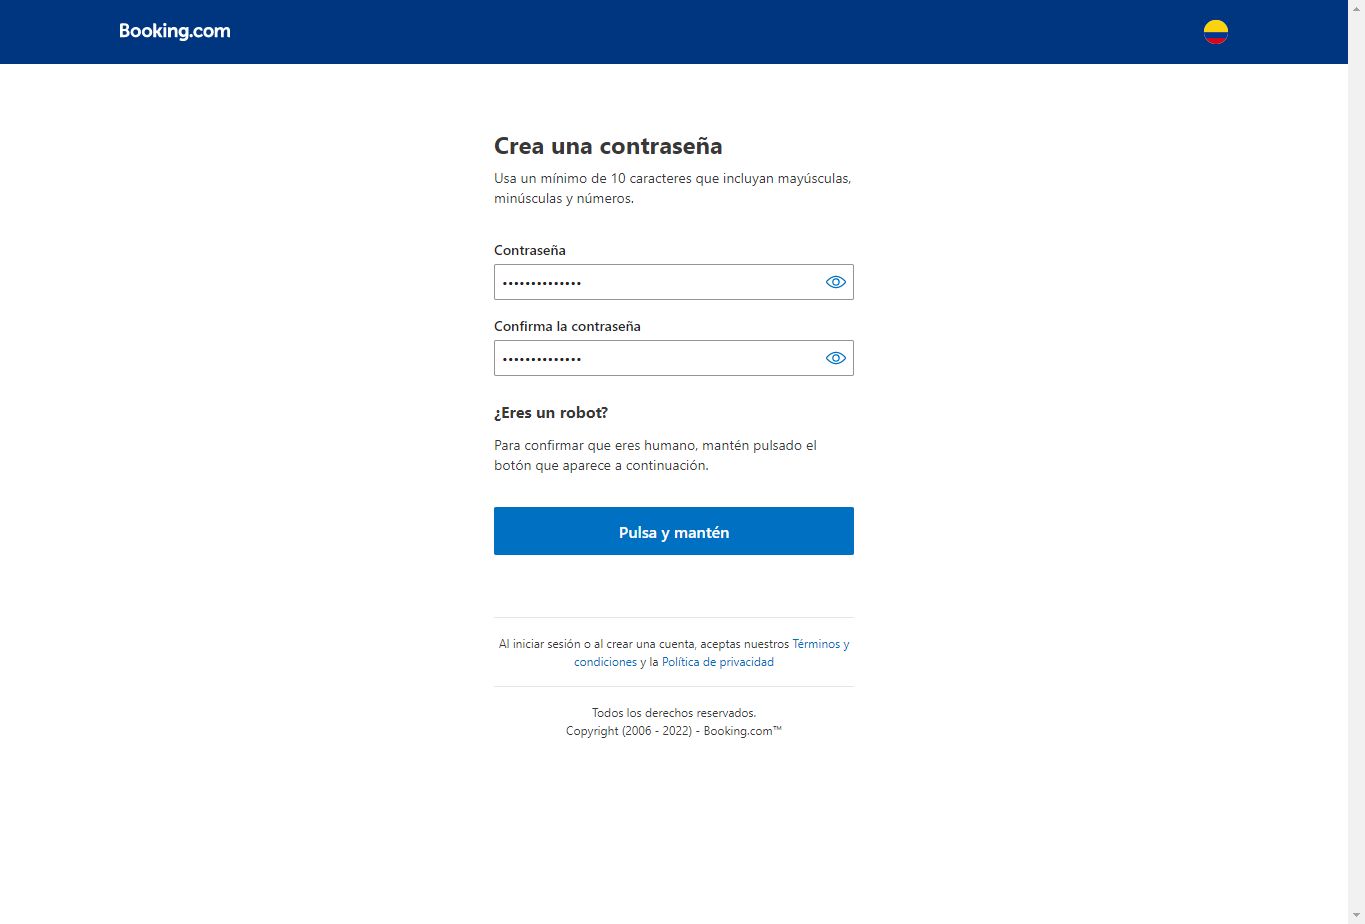 Booking.com
Crea una contraseña
Usa un mínimo de 10 caracteres que incluyan mayúsculas,
minúsculas y números.
Contraseña
••••••••••••••
Confirma la contraseña
••••••••••••••
¿Eres un robot?
Para confirmar que eres humano, mantén pulsado el
botón que aparece a continuación.
Pulsa y mantén
Al iniciar sesión o al crear una cuenta, aceptas nuestros Términos y
condiciones y la Política de privacidad
Todos los derechos reservados.
Copyright (2006 - 2022) - Booking.com™